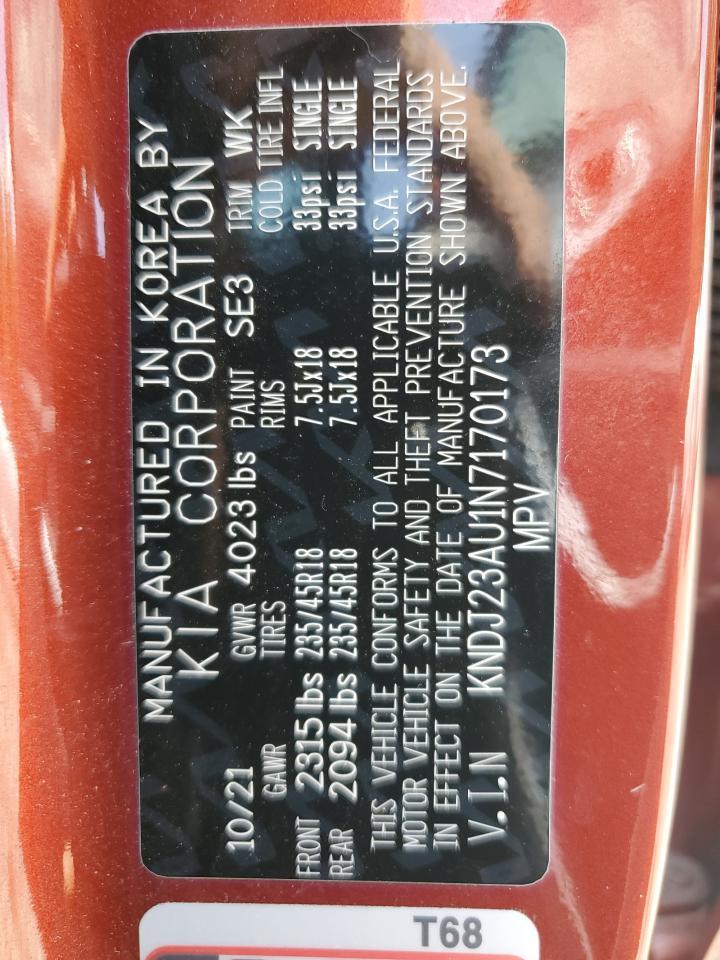 MANUFACTURED IN KOREA BY
KIA CORPORATION
10/21 GVWR 4023 lbs PAINT SE3 TRIM WK
GAWR TIRES RIMS COLD TIRE INFL
FRONT 2315 lbs 235/45R18 7.5Jx18 33psi SINGLE
REAR 2094 lbs 235/45R18 7.5Jx18 33psi SINGLE
THIS VEHICLE CONFORMS TO ALL APPLICABLE U.S.A. FEDERAL
MOTOR VEHICLE SAFETY AND THEFT PREVENTION STANDARDS
IN EFFECT ON THE DATE OF MANUFACTURE SHOWN ABOVE.
V.I.N KNDJ23AU1N7170173
MPV
T68